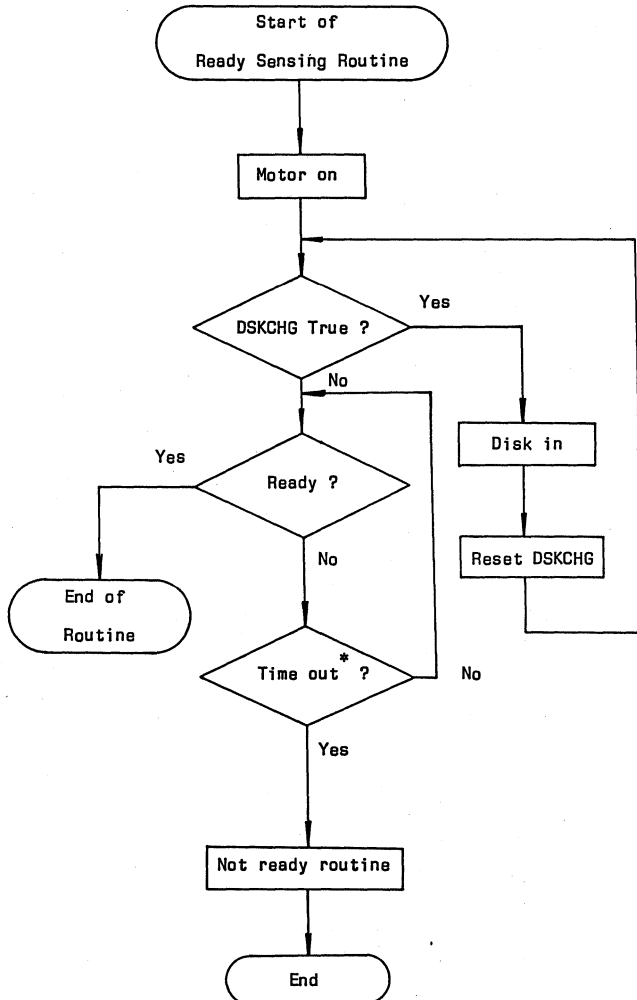 Start of
Ready Sensing Routine
Motor on
DSKCHG True ?
Yes
No
Disk in
Reset DSKCHG
Ready ?
Yes
No
End of
Routine
Time out* ?
No
Yes
Not ready routine
End